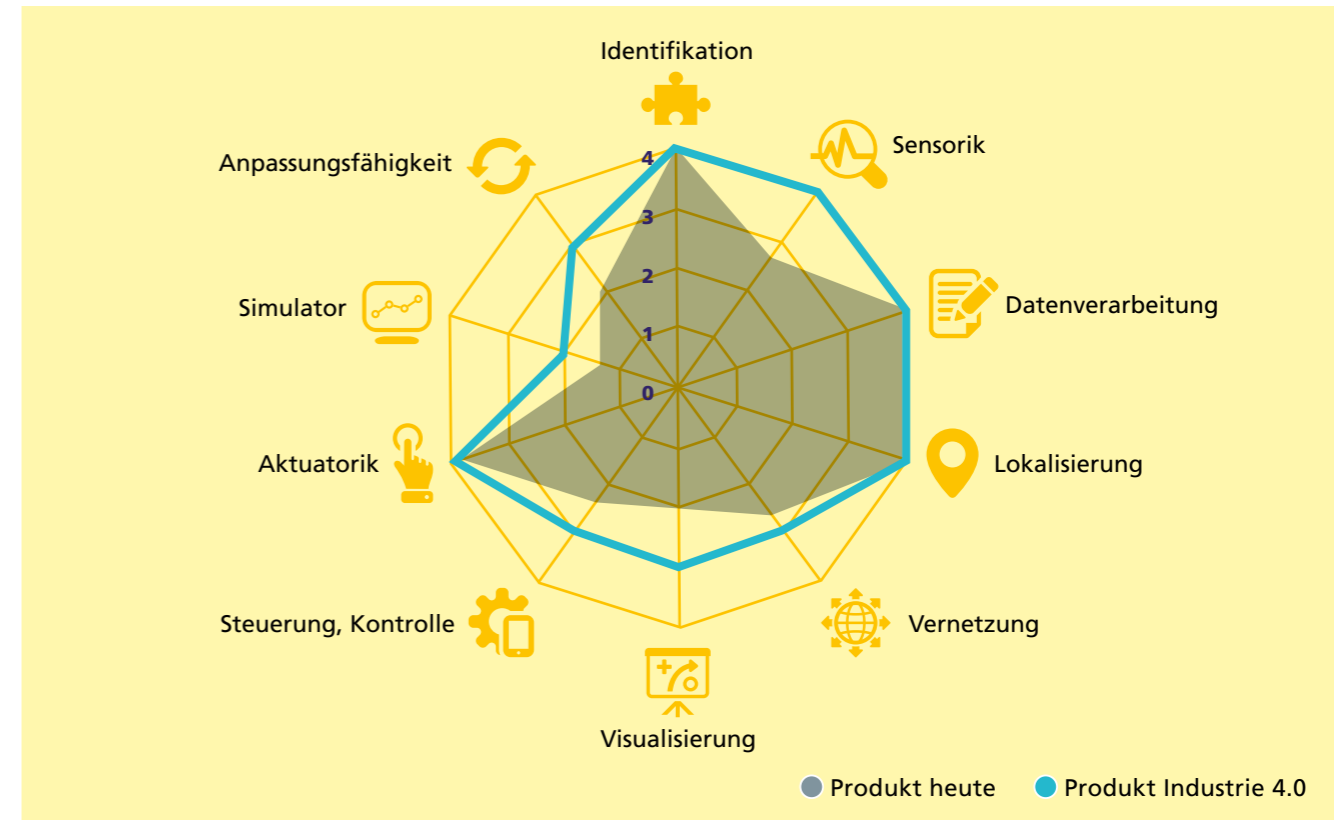 Identifikation
Sensorik
Anpassungsfähigkeit
4
3
Simulator
2
Datenverarbeitung
1
0
Aktuatorik
Lokalisierung
Steuerung, Kontrolle
Vernetzung
Visualisierung
Produkt heute
Produkt Industrie 4.0